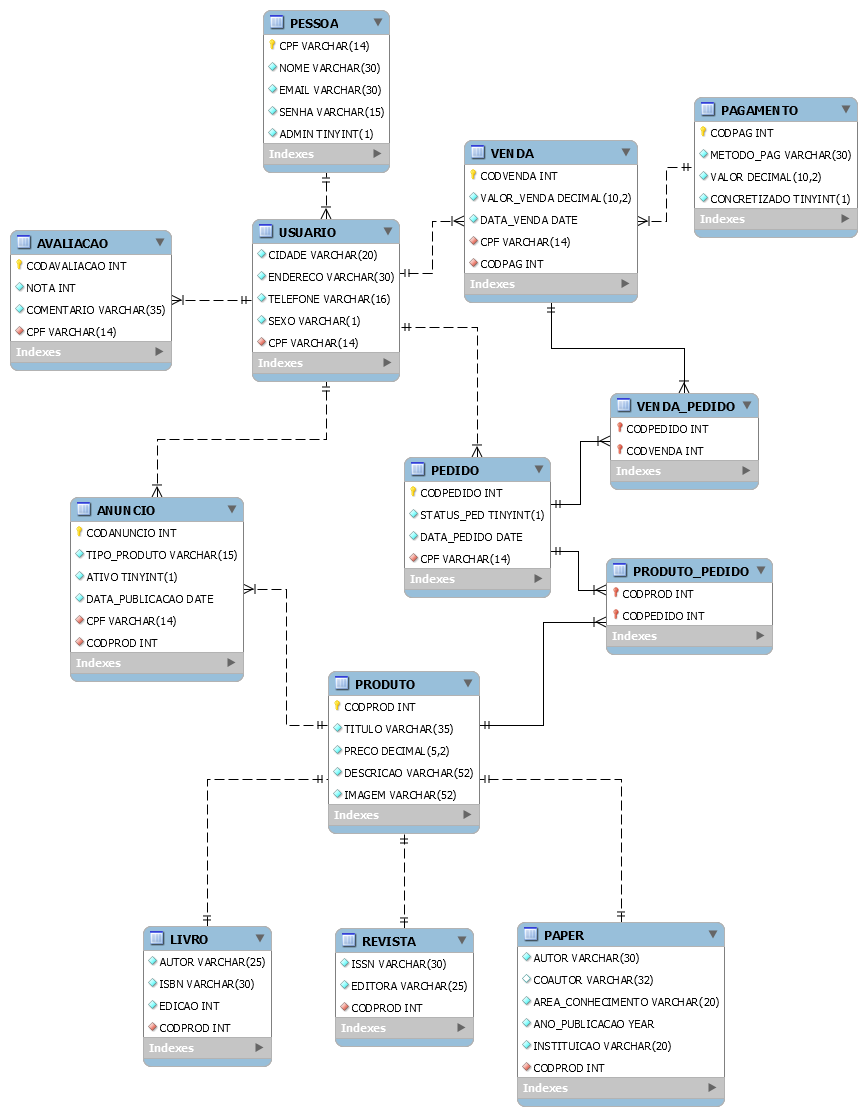 PESSOA
CPF VARCHAR(14)
NOME VARCHAR(30)
EMAIL VARCHAR(30)
SENHA VARCHAR(15)
ADMIN TINYINT(1)
Indexes
VENDA
CODVENDA INT
VALOR_VENDA DECIMAL(10,2)
DATA_VENDA DATE
CPF VARCHAR(14)
CODPAG INT
Indexes
PAGAMENTO
CODPAG INT
METODO_PAG VARCHAR(30)
VALOR DECIMAL(10,2)
CONCRETIZADO TINYINT(1)
Indexes
AVALIACAO
CODAVALIACAO INT
NOTA INT
COMENTARIO VARCHAR(35)
CPF VARCHAR(14)
Indexes
USUARIO
CIDADE VARCHAR(20)
ENDERECO VARCHAR(30)
TELEFONE VARCHAR(16)
SEXO VARCHAR(1)
CPF VARCHAR(14)
Indexes
VENDA_PEDIDO
CODPEDIDO INT
CODVENDA INT
Indexes
PEDIDO
CODPEDIDO INT
STATUS_PED TINYINT(1)
DATA_PEDIDO DATE
CPF VARCHAR(14)
Indexes
ANUNCIO
CODANUNCIO INT
TIPO_PRODUTO VARCHAR(15)
ATIVO TINYINT(1)
DATA_PUBLICACAO DATE
CPF VARCHAR(14)
CODPROD INT
Indexes
PRODUTO_PEDIDO
CODPROD INT
CODPEDIDO INT
Indexes
PRODUTO
CODPROD INT
TITULO VARCHAR(35)
PRECO DECIMAL(5,2)
DESCRICAO VARCHAR(52)
IMAGEM VARCHAR(52)
Indexes
LIVRO
AUTOR VARCHAR(25)
ISBN VARCHAR(30)
EDICAO INT
CODPROD INT
Indexes
REVISTA
ISSN VARCHAR(30)
EDITORA VARCHAR(25)
CODPROD INT
Indexes
PAPER
AUTOR VARCHAR(30)
COAUTOR VARCHAR(32)
AREA_CONHECIMENTO VARCHAR(20)
ANO_PUBLICACAO YEAR
INSTITUICAO VARCHAR(20)
CODPROD INT
Indexes